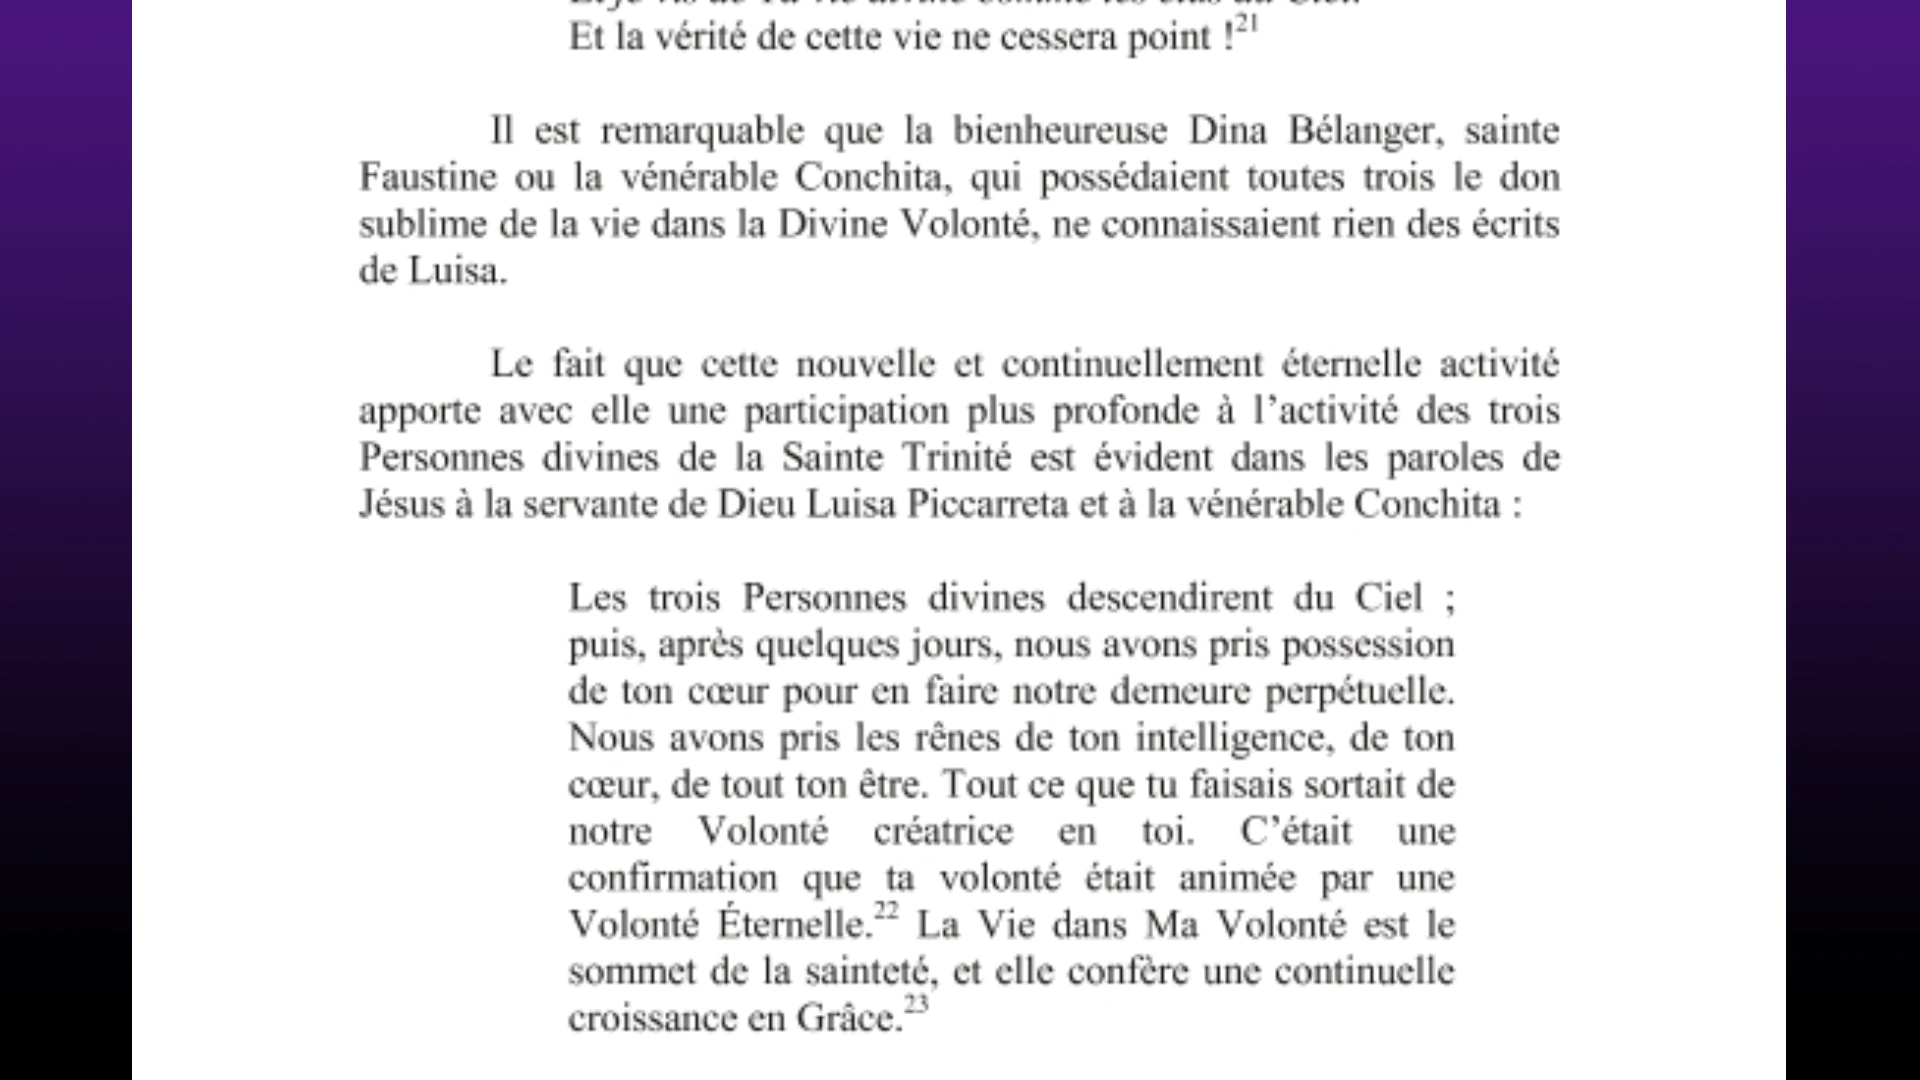 Et la vérité de cette vie ne cessera point !21
Il est remarquable que la bienheureuse Dina Bélanger, sainte
Faustine ou la vénérable Conchita, qui possédaient toutes trois le don
sublime de la vie dans la Divine Volonté, ne connaissaient rien des écrits
de Luisa.
Le fait que cette nouvelle et continuellement éternelle activité
apporte avec elle une participation plus profonde à l’activité des trois
Personnes divines de la Sainte Trinité est évident dans les paroles de
Jésus à la servante de Dieu Luisa Piccarreta et à la vénérable Conchita :
Les trois Personnes divines descendirent du Ciel ;
puis, après quelques jours, nous avons pris possession
de ton cœur pour en faire notre demeure perpétuelle.
Nous avons pris les rênes de ton intelligence, de ton
cœur, de tout ton être. Tout ce que tu faisais sortait de
notre Volonté créatrice en toi. C’était une
confirmation que ta volonté était animée par une
Volonté Éternelle.22 La Vie dans Ma Volonté est le
sommet de la sainteté, et elle confère une continuelle
croissance en Grâce.23